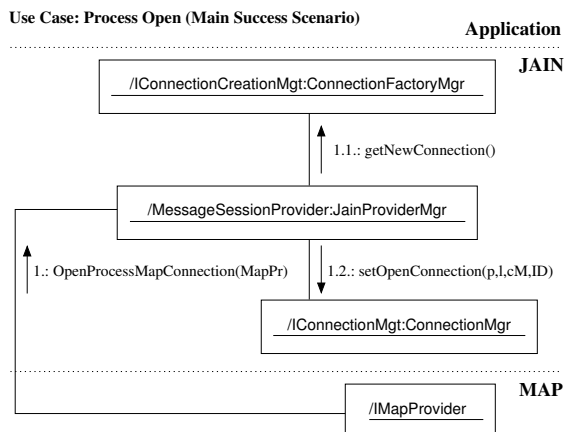 Use Case: Process Open (Main Success Scenario)
Application
JAIN
/IConnectionCreationMgt:ConnectionFactoryMgr
1.1.: getNewConnection()
/MessageSessionProvider:JainProviderMgr
1.: OpenProcessMapConnection(MapPr)
1.2.: setOpenConnection(p,l,cM,ID)
/IConnectionMgt:ConnectionMgr
MAP
/IMapProvider